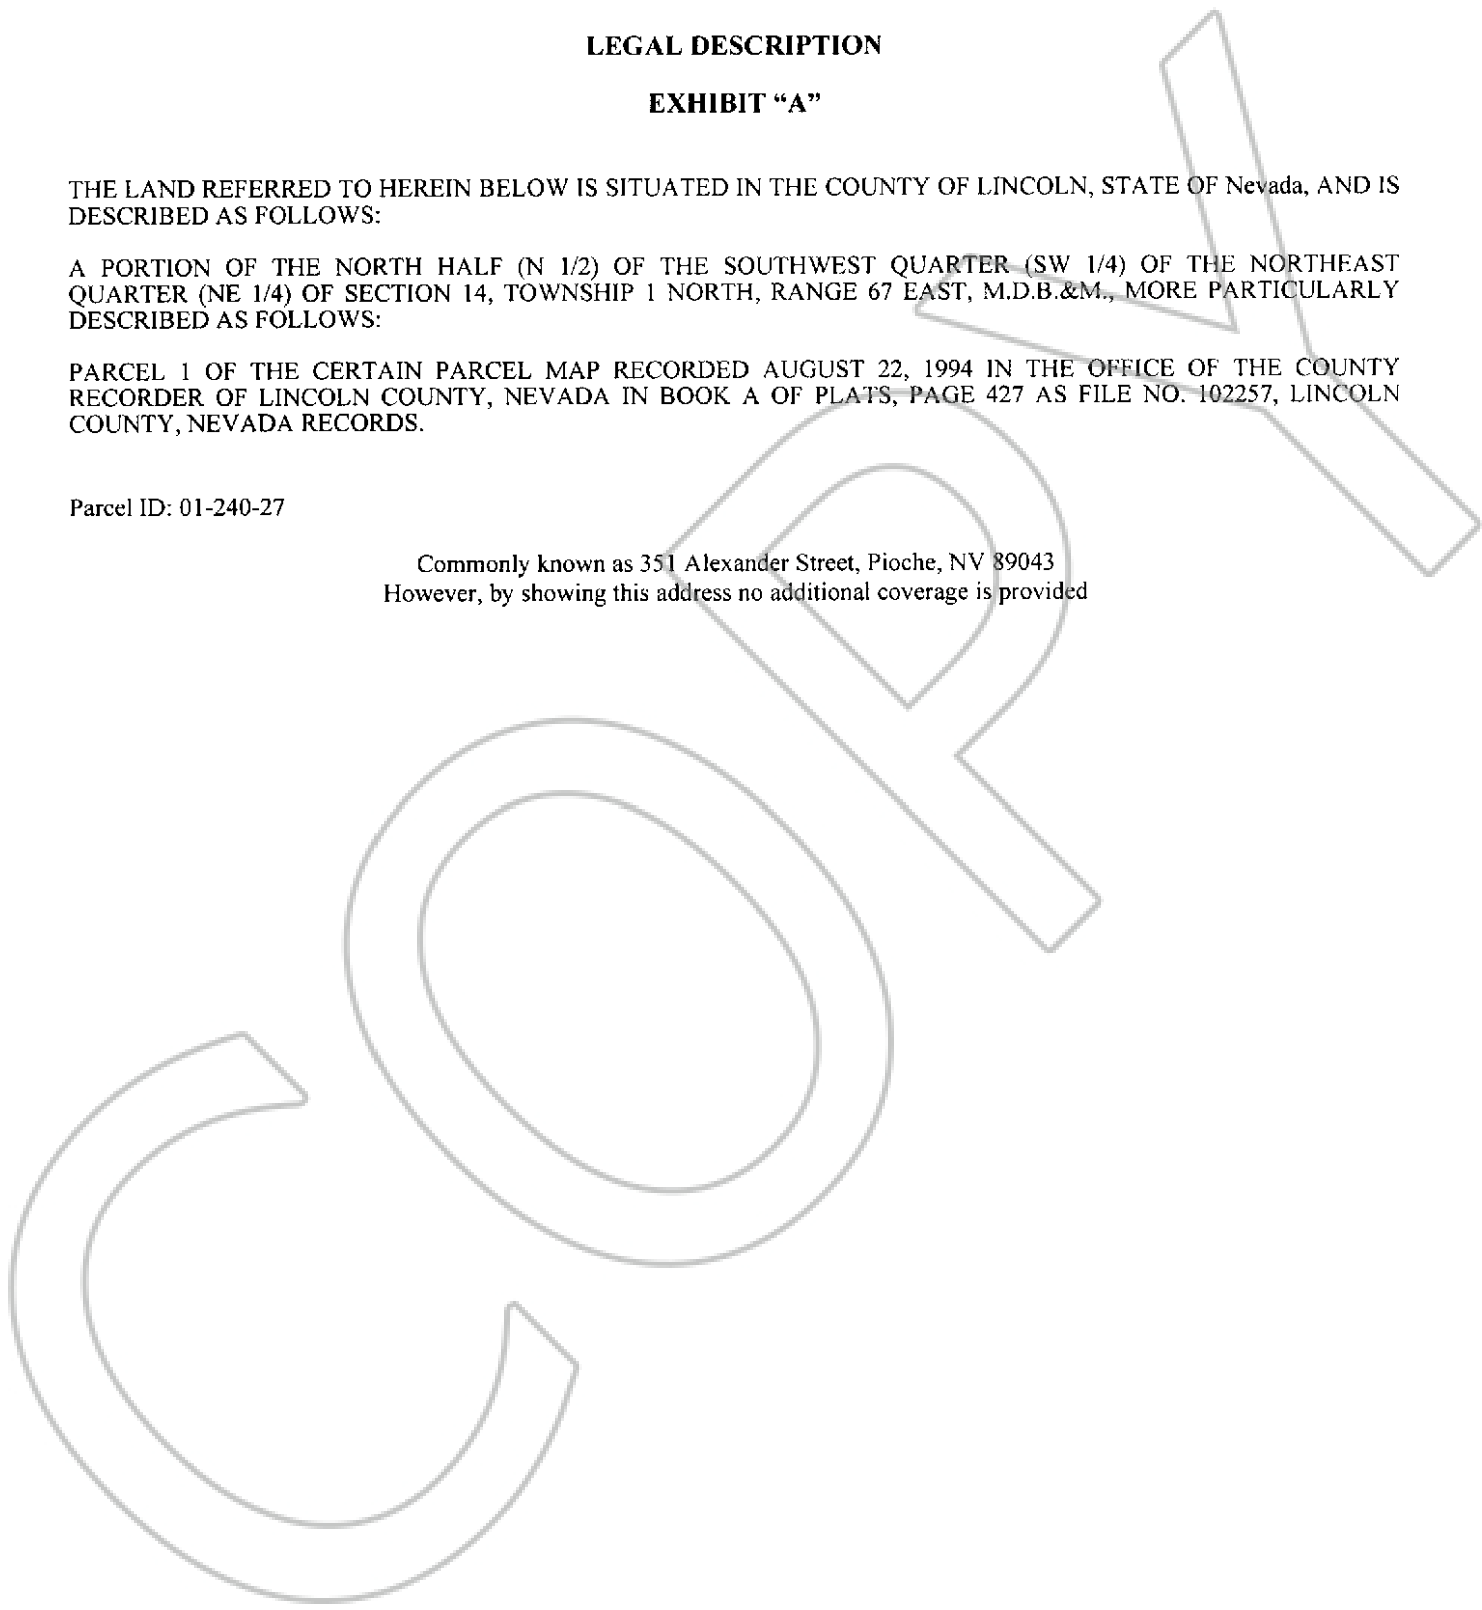 LEGAL DESCRIPTION
EXHIBIT “A”
THE LAND REFERRED TO HEREIN BELOW IS SITUATED IN THE COUNTY OF LINCOLN, STATE OF Nevada, AND IS
DESCRIBED AS FOLLOWS:
A PORTION OF THE NORTH HALF (N 1/2) OF THE SOUTHWEST QUARTER (SW 1/4) OF THE NORTHEAST
QUARTER (NE 1/4) OF SECTION 14, TOWNSHIP 1 NORTH, RANGE 67 EAST, M.D.B.&M., MORE PARTICULARLY
DESCRIBED AS FOLLOWS:
PARCEL 1 OF THE CERTAIN PARCEL MAP RECORDED AUGUST 22, 1994 IN THE OFFICE OF THE COUNTY
RECORDER OF LINCOLN COUNTY, NEVADA IN BOOK A OF PLATS, PAGE 427 AS FILE NO. 102257, LINCOLN
COUNTY, NEVADA RECORDS.
Parcel ID: 01-240-27
Commonly known as 351 Alexander Street, Pioche, NV 89043
However, by showing this address no additional coverage is provided
COPY